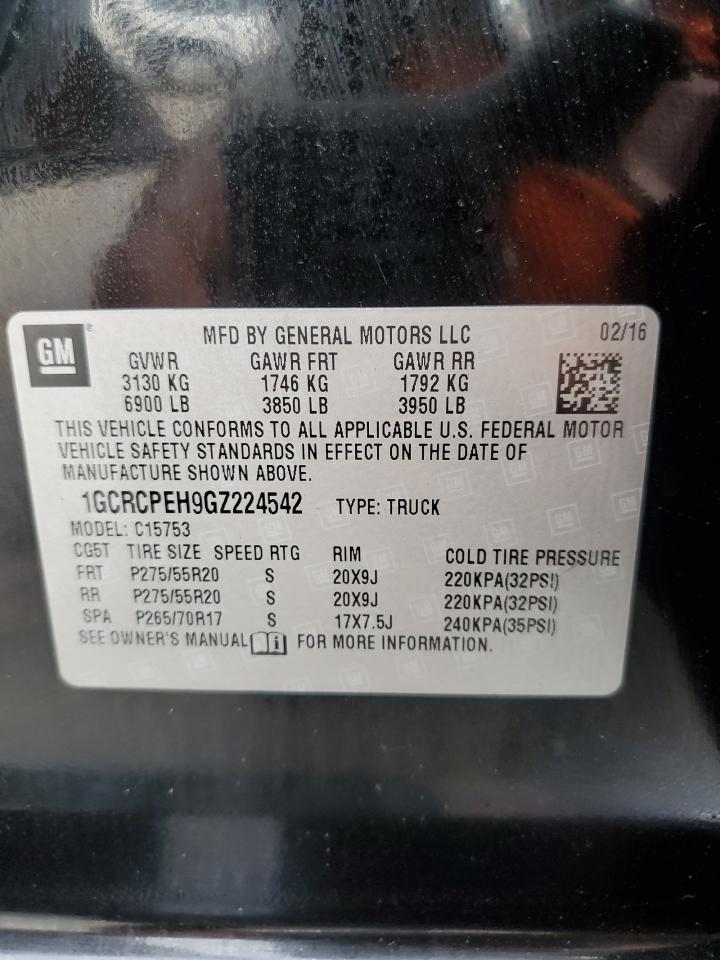 GM ® MFD BY GENERAL MOTORS LLC 02/16
GVWR GAWR FRT GAWR RR
3130 KG 1746 KG 1792 KG
6900 LB 3850 LB 3950 LB
THIS VEHICLE CONFORMS TO ALL APPLICABLE U.S. FEDERAL MOTOR
VEHICLE SAFETY STANDARDS IN EFFECT ON THE DATE OF
MANUFACTURE SHOWN ABOVE.
1GCRCPEH9GZ224542 TYPE: TRUCK
MODEL: C15753
CG5T TIRE SIZE SPEED RTG RIM COLD TIRE PRESSURE
FRT P275/55R20 S 20X9J 220KPA(32PSI)
RR P275/55R20 S 20X9J 220KPA(32PSI)
SPA P265/70R17 S 17X7.5J 240KPA(35PSI)
SEE OWNER'S MANUAL i FOR MORE INFORMATION.